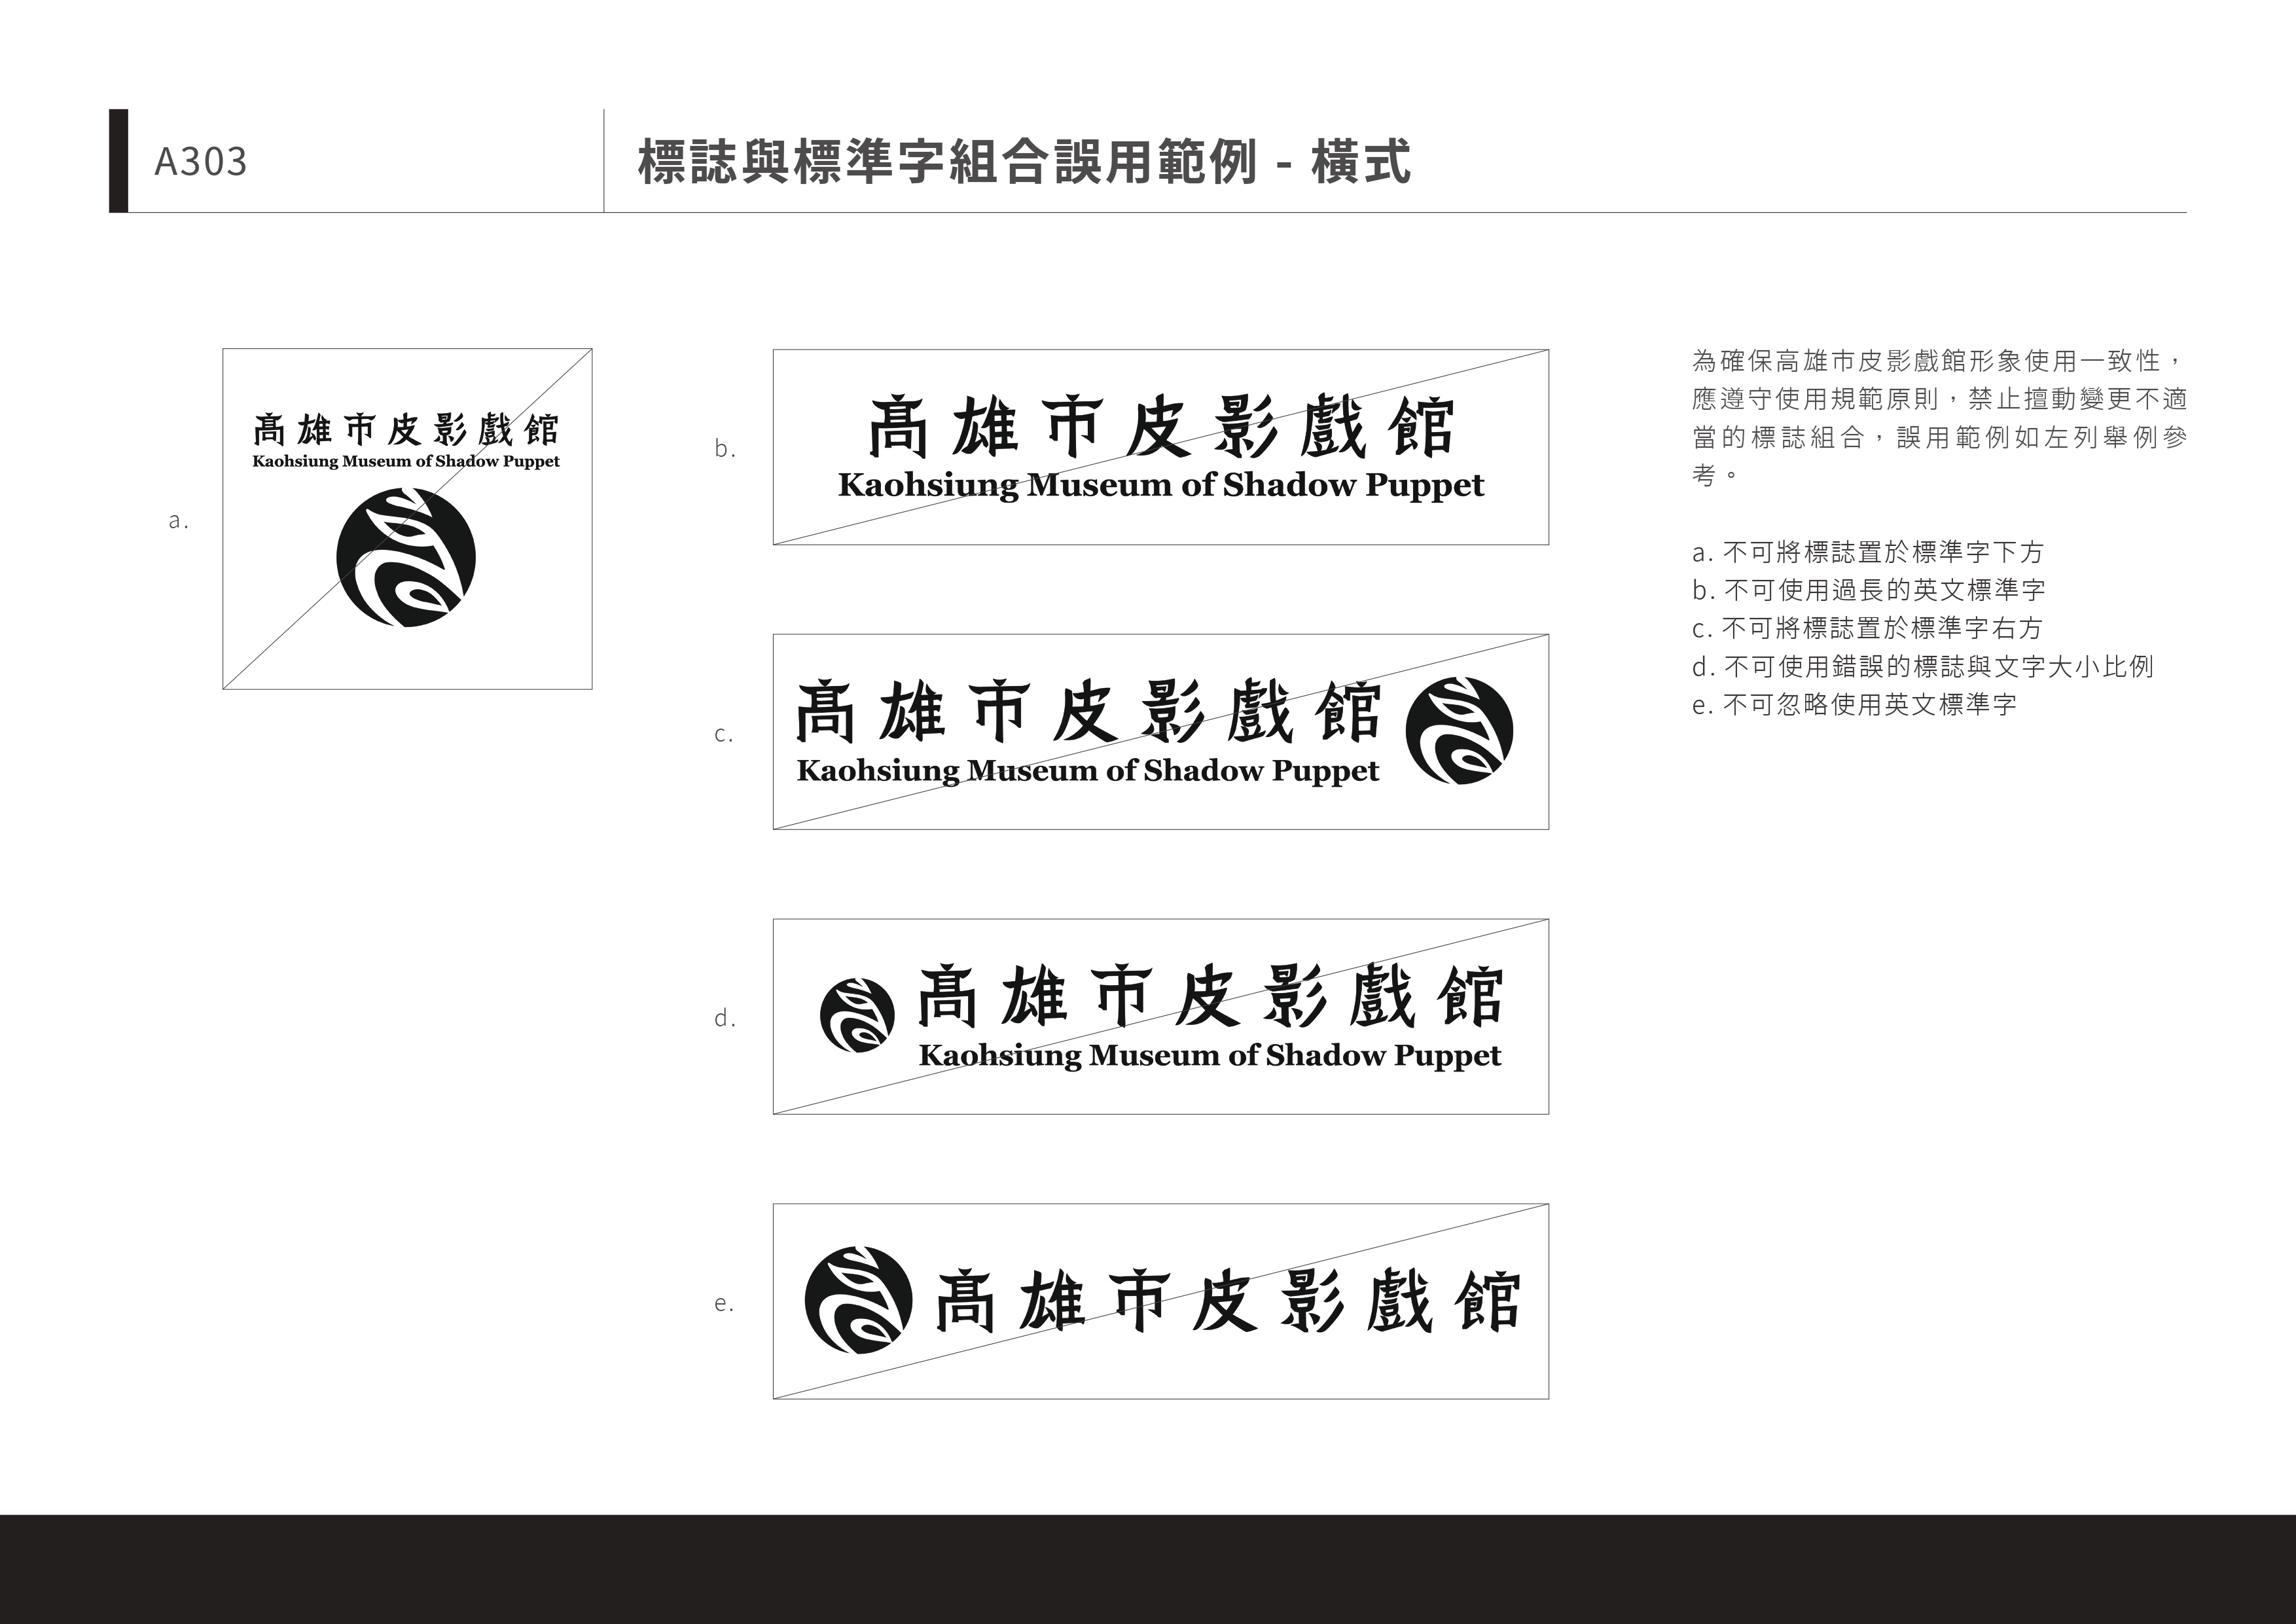 A303
標誌與標準字組合誤用範例 - 橫式
a.
高雄市皮影戲館
Kaohsiung Museum of Shadow Puppet
b.
高雄市皮影戲館
Kaohsiung Museum of Shadow Puppet
c.
高雄市皮影戲館
Kaohsiung Museum of Shadow Puppet
d.
高雄市皮影戲館
Kaohsiung Museum of Shadow Puppet
e.
高雄市皮影戲館
為確保高雄市皮影戲館形象使用一致性，
應遵守使用規範原則，禁止擅動變更不適
當的標誌組合，誤用範例如左列舉例參
考。
a. 不可將標誌置於標準字下方
b. 不可使用過長的英文標準字
c. 不可將標誌置於標準字右方
d. 不可使用錯誤的標誌與文字大小比例
e. 不可忽略使用英文標準字